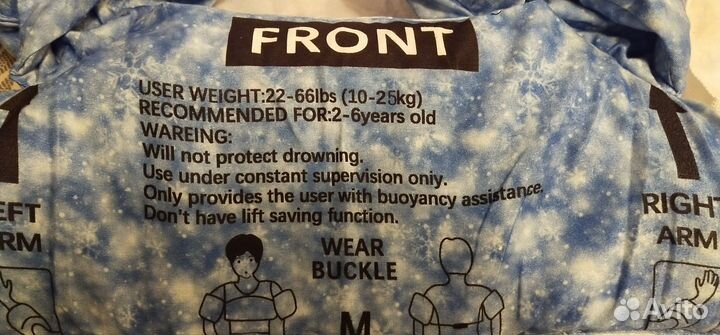 FRONT
USER WEIGHT:22-66lbs (10-25kg)
RECOMMENDED FOR:2-6years old
WAREING:
Will not protect drowning.
Use under constant supervision oniy.
Only provides the user with buoyancy assistance.
Don't have lift saving function.
EFT
ARM
WEAR
BUCKLE
M
RIGHT
ARM
Avito